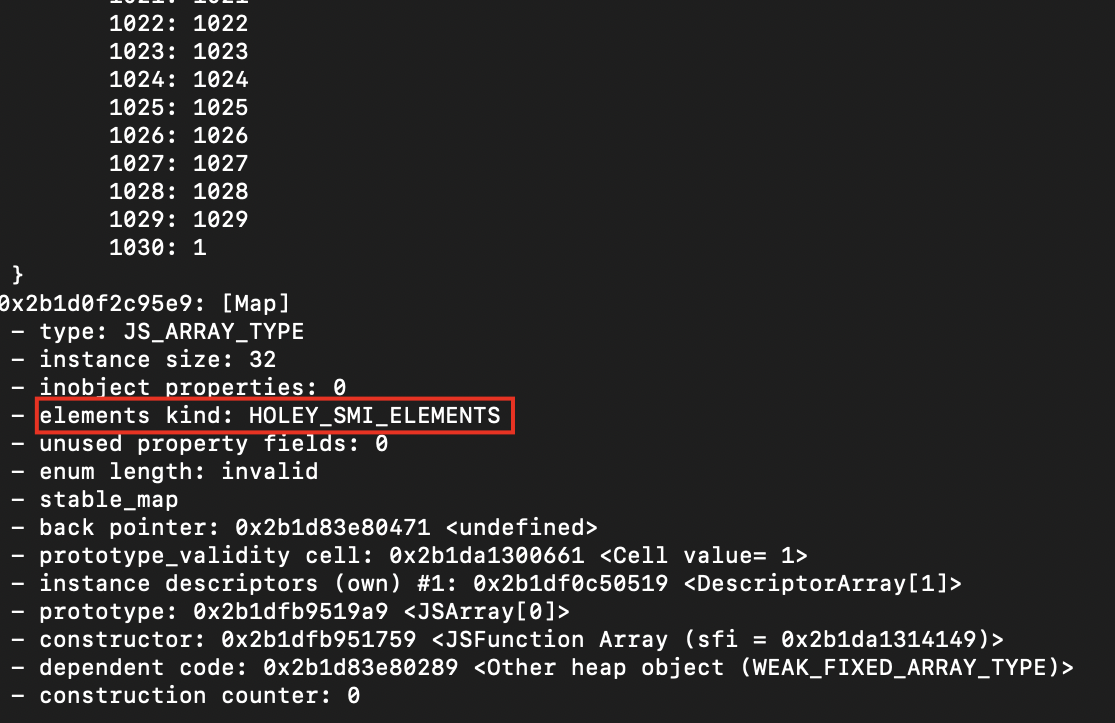 1022: 1022
1023: 1023
1024: 1024
1025: 1025
1026: 1026
1027: 1027
1028: 1028
1029: 1029
1030: 1
}
0x2b1d0f2c95e9: [Map]
- type: JS_ARRAY_TYPE
- instance size: 32
- inobject properties: 0
- elements kind: HOLEY_SMI_ELEMENTS
- unused property fields: 0
- enum length: invalid
- stable_map
- back pointer: 0x2b1d83e80471 <undefined>
- prototype_validity cell: 0x2b1da1300661 <Cell value= 1>
- instance descriptors (own) #1: 0x2b1df0c50519 <DescriptorArray[1]>
- prototype: 0x2b1dfb9519a9 <JSArray[0]>
- constructor: 0x2b1dfb951759 <JSFunction Array (sfi = 0x2b1da1314149)>
- dependent code: 0x2b1d83e80289 <Other heap object (WEAK_FIXED_ARRAY_TYPE)>
- construction counter: 0